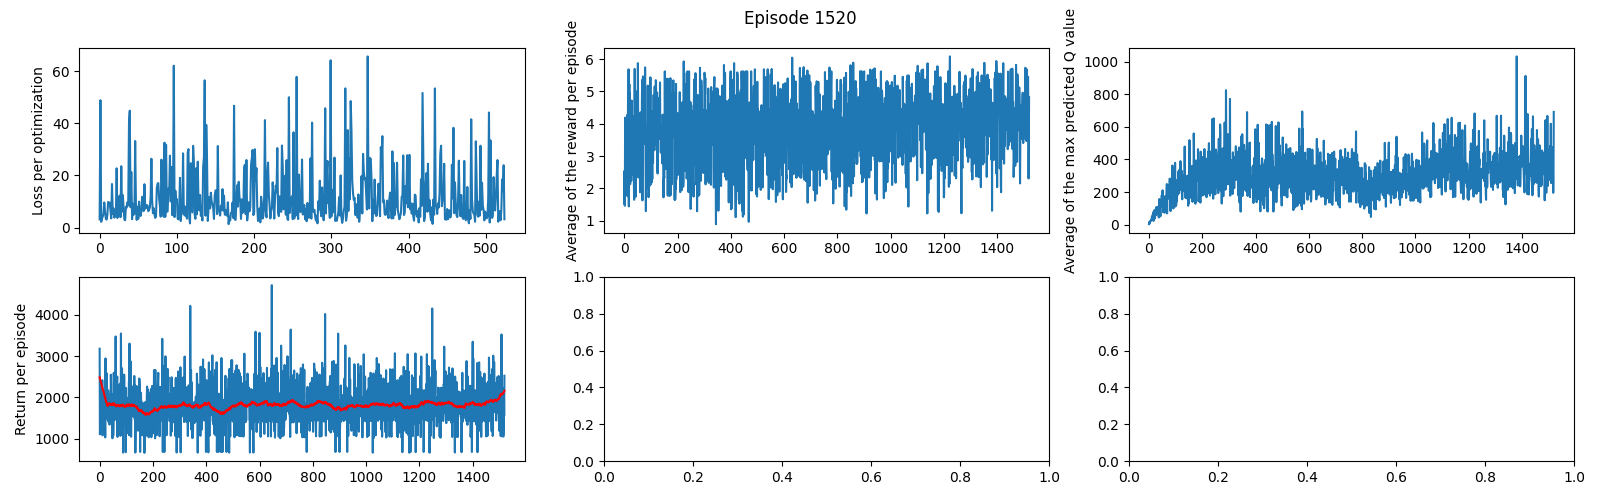 Episode 1520
Loss per optimization
60
40
20
0
0 100 200 300 400 500
Average of the reward per episode
6
5
4
3
2
1
0 200 400 600 800 1000 1200 1400
Average of the max predicted Q value
1000
800
600
400
200
0
0 200 400 600 800 1000 1200 1400
Return per episode
4000
3000
2000
1000
0 200 400 600 800 1000 1200 1400
1.0
0.8
0.6
0.4
0.2
0.0
0.0 0.2 0.4 0.6 0.8 1.0
1.0
0.8
0.6
0.4
0.2
0.0
0.0 0.2 0.4 0.6 0.8 1.0